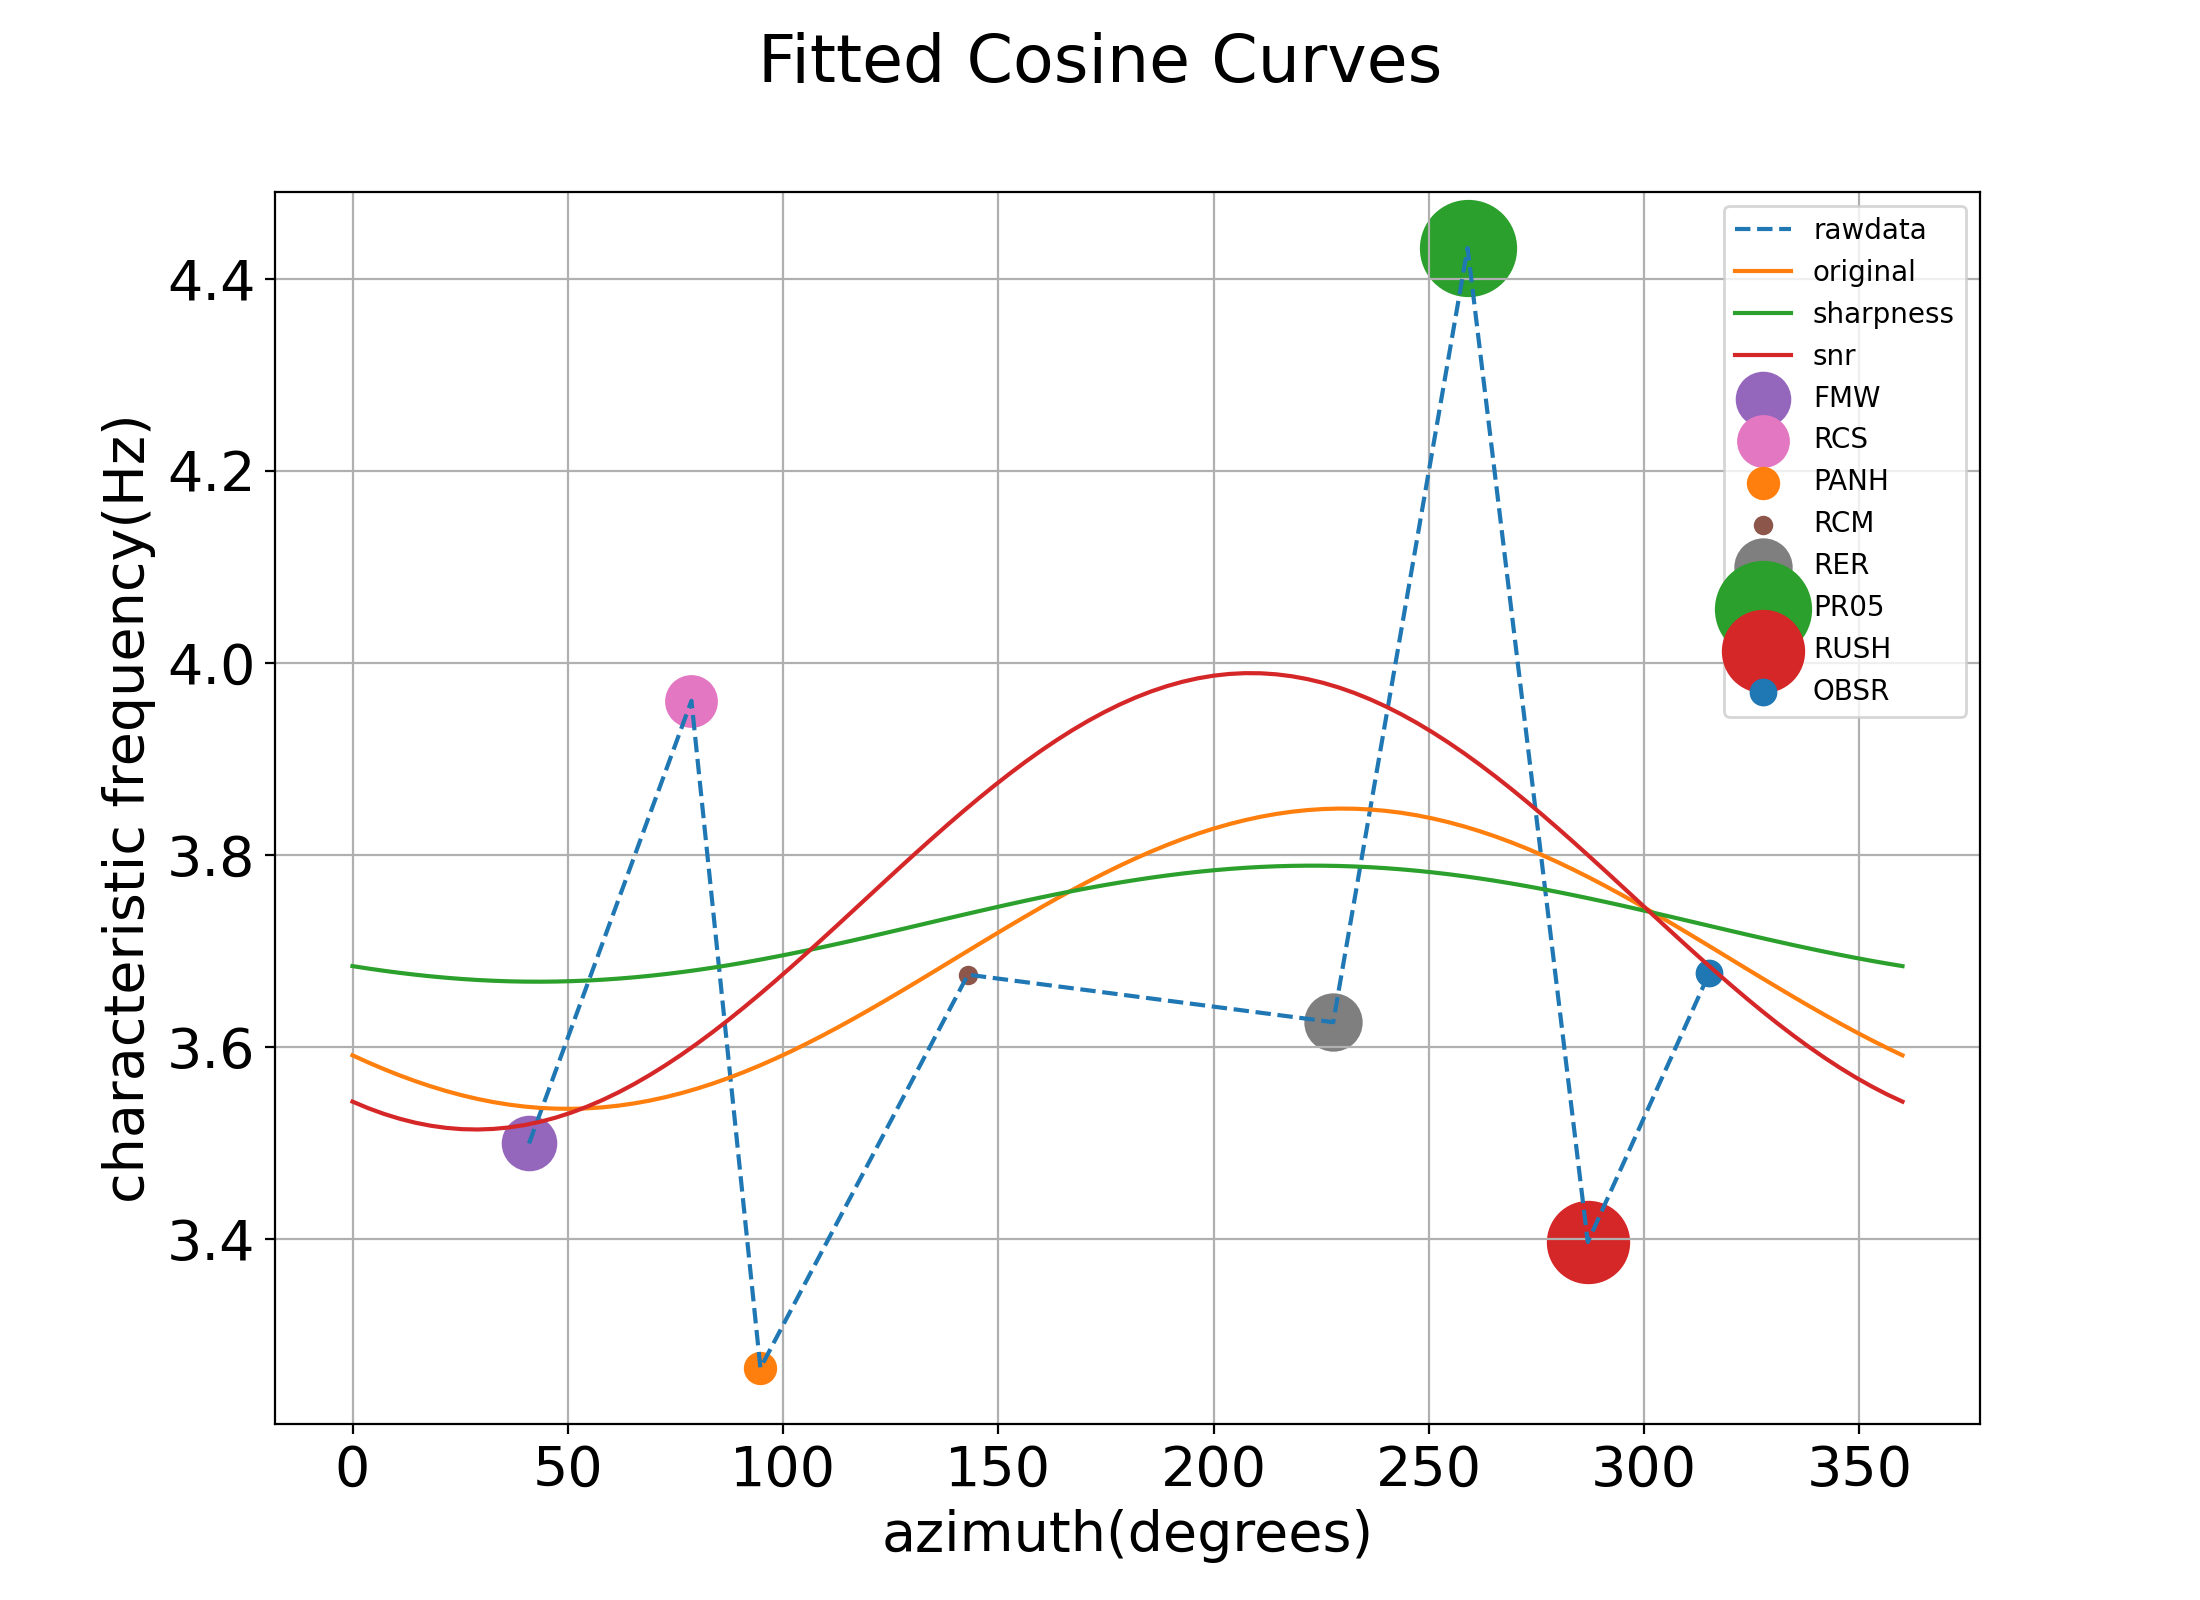 Fitted Cosine Curves
characteristic frequency(Hz)
4.4
4.2
4.0
3.8
3.6
3.4
rawdata
original
sharpness
snr
FMW
RCS
PANH
RCM
RER
PR05
RUSH
OBSR
0 50 100 150 200 250 300 350
azimuth(degrees)